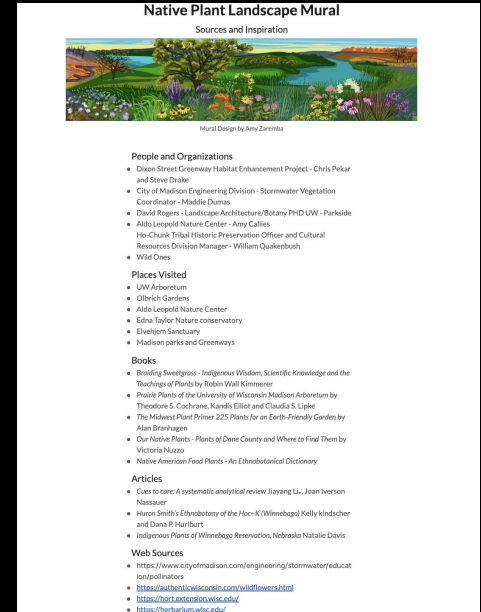 Native Plant Landscape Mural
Sources and Inspiration
Mural Design by Amy Zaremba
People and Organizations
Dixon Street Greenway Habitat Enhancement Project - Chris Pekar
and Steve Drake
City of Madison Engineering Division - Stormwater Vegetation
Coordinator - Maddie Dumas
David Rogers - Landscape Architecture/Botany PHD UW - Parkside
Aldo Leopold Nature Center - Amy Callies
Ho-Chunk Tribal Historic Preservation Officer and Cultural
Resources Division Manager - William Quakenbush
Wild Ones
Places Visited
UW Arboretum
Olbrich Gardens
Aldo Leopold Nature Center
Edna Taylor Nature conservatory
Elvehjem Sanctuary
Madison parks and Greenways
Books
Braiding Sweetgrass - Indigenous Wisdom, Scientific Knowledge and the
Teachings of Plants by Robin Wall Kimmerer
Prairie Plants of the University of Wisconsin Madison Arboretum by
Theodore S. Cochrane, Kandis Elliot and Claudia S. Lipke
The Midwest Plant Primer 225 Plants for an Earth-Friendly Garden by
Alan Branhagen
Our Native Plants - Plants of Dane County and Where to Find Them by
Victoria Nuzzo
Native American Food Plants - An Ethnobotanical Dictionary
Articles
Cues to care: A systematic analytical review Jiayang Li., Joan Iverson
Nassauer
Huron Smith's Ethnobotany of the Hoc~K (Winnebago) Kelly kindscher
and Dana P. Hurlburt
Indigenous Plants of Winnebago Reservation, Nebraska Natalie Davis
Web Sources
https://www.cityofmadison.com/engineering/stormwater/educat
ion/pollinators
https://authenticwisconsin.com/wildflowers.html
https://hort.extension.wisc.edu/
https://herbarium.wisc.edu/